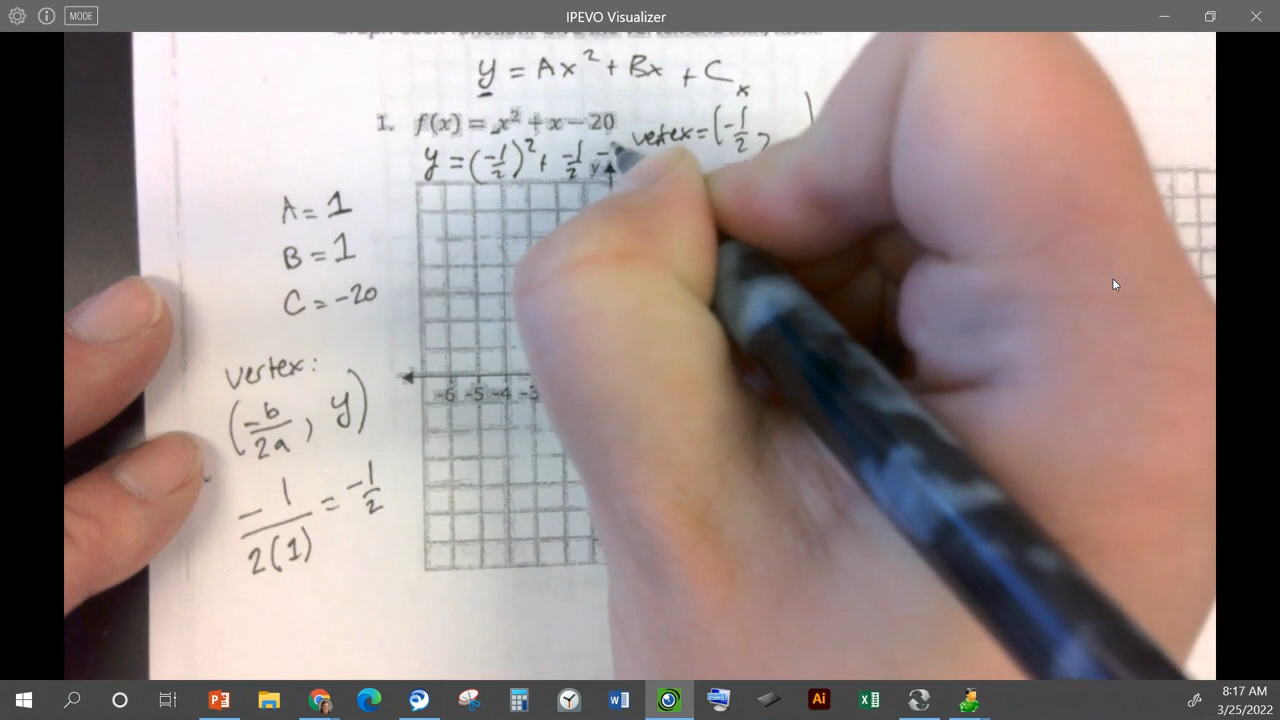 MODE
IPEVO Visualizer
y = Ax² + Bx + C
x
1. f(x) = x² + x − 20
vertex = (-1/2,   )
y = (-1/2)² + -1/2 -
y
A = 1
B = 1
C = -20
vertex:
(-b/2a, y)
-6 -5 -4 -3
- 1/2(1) = -1/2
8:17 AM
3/25/2022